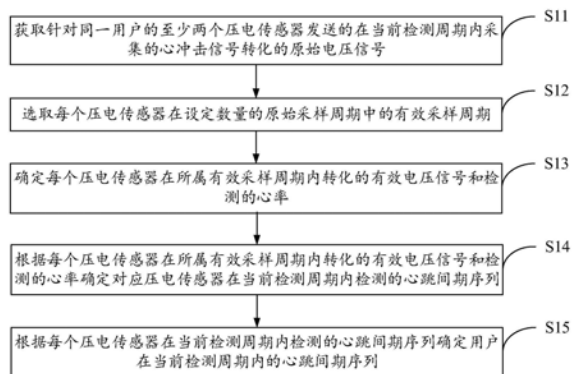 S11
获取针对同一用户的至少两个压电传感器发送的在当前检测周期内采
集的心冲击信号转化的原始电压信号
S12
选取每个压电传感器在设定数量的原始采样周期中的有效采样周期
S13
确定每个压电传感器在所属有效采样周期内转化的有效电压信号和检
测的心率
S14
根据每个压电传感器在所属有效采样周期内转化的有效电压信号和检
测的心率确定对应压电传感器在当前检测周期内检测的心跳间期序列
S15
根据每个压电传感器在当前检测周期内检测的心跳间期序列确定用户
在当前检测周期内的心跳间期序列